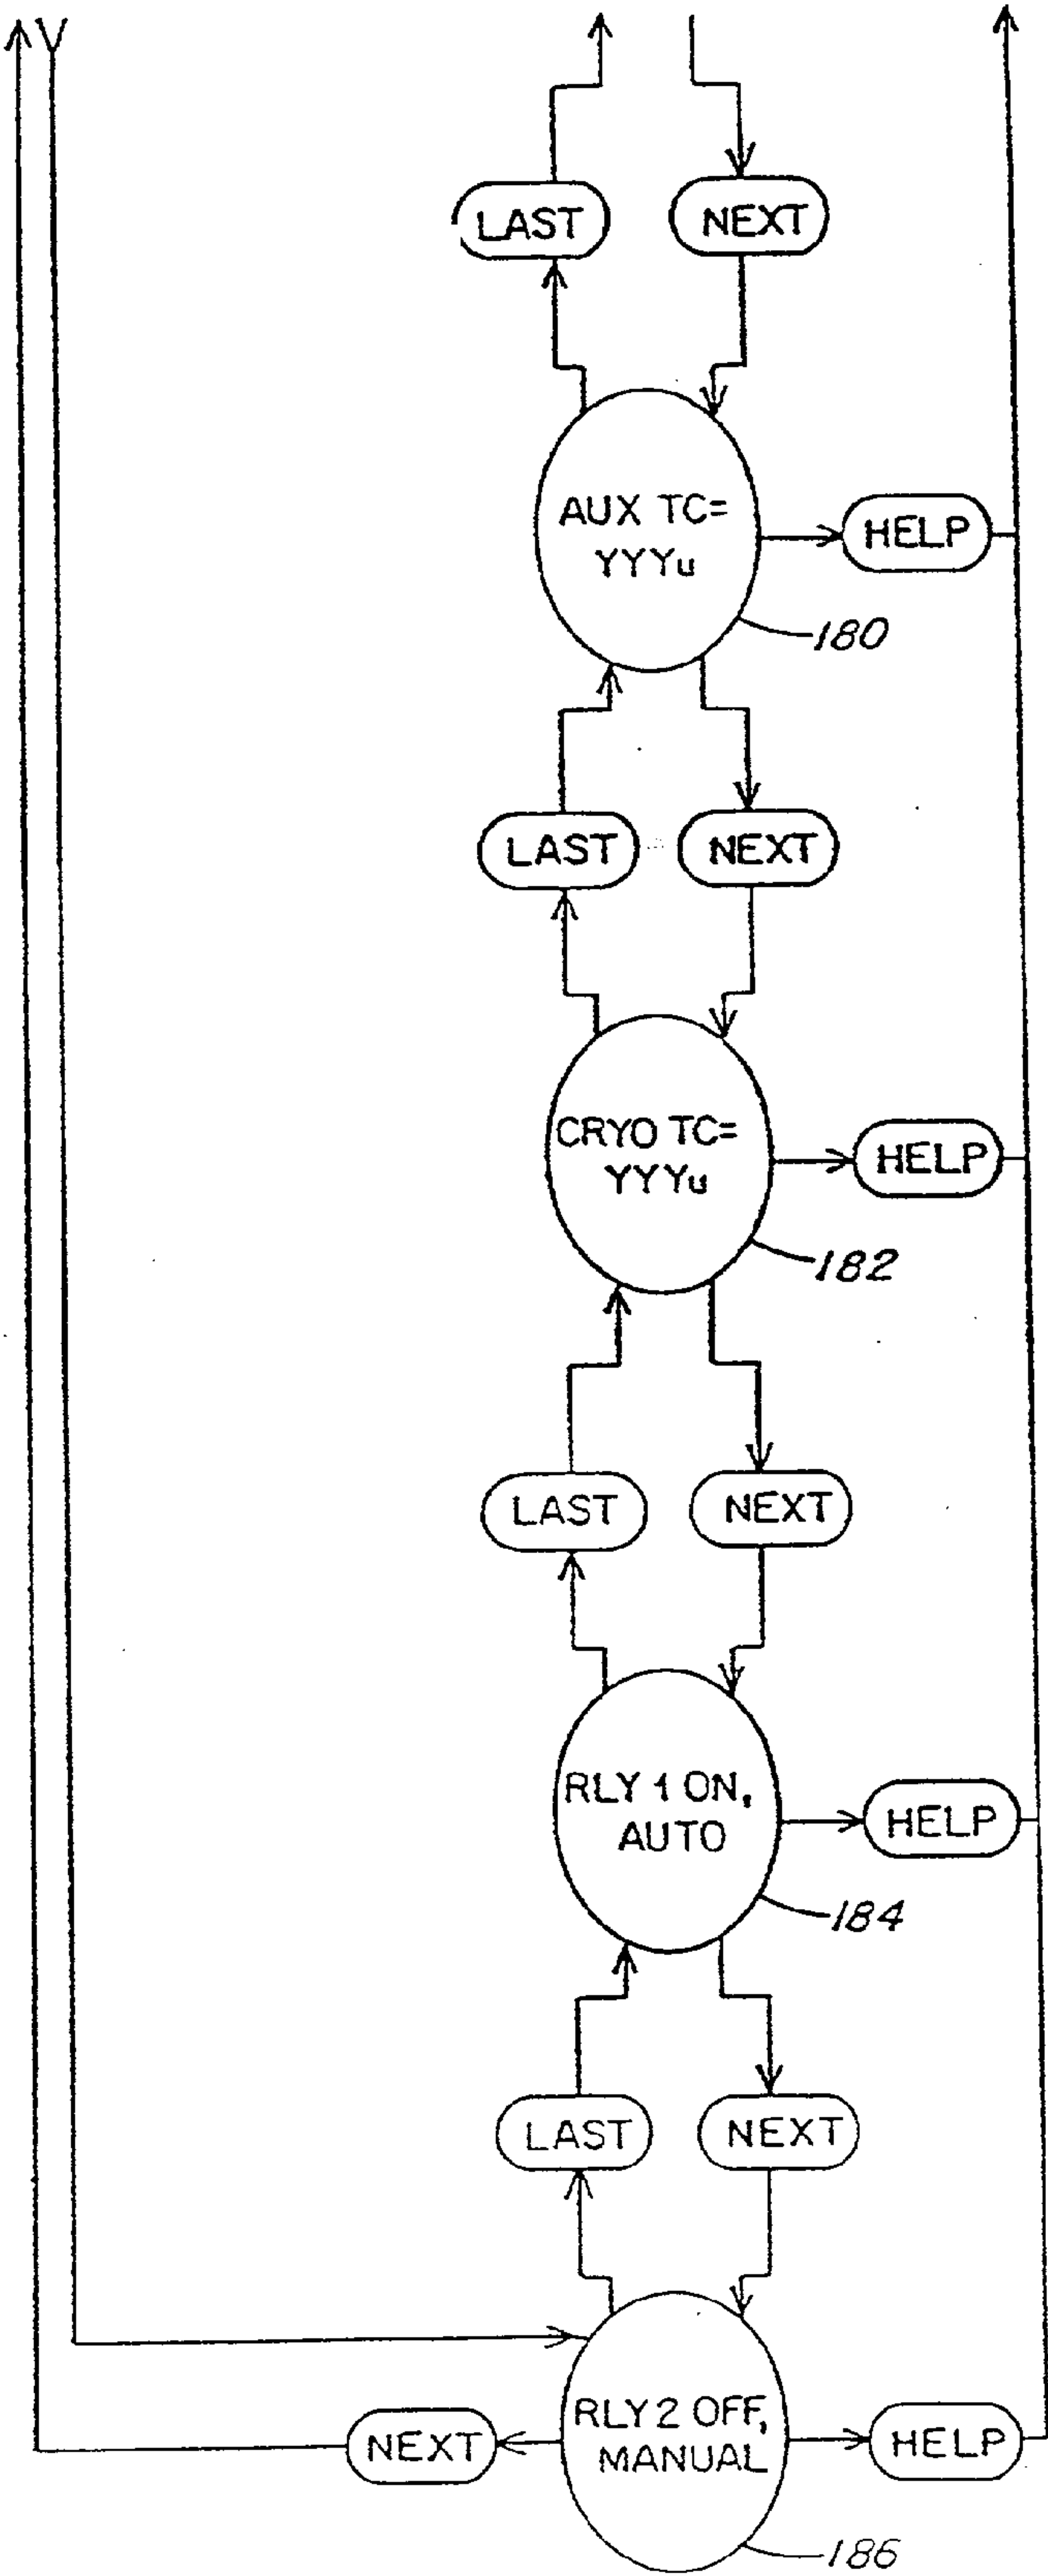 LAST
NEXT
AUX TC=
YYYu
HELP
180
LAST
NEXT
CRYO TC=
YYYu
HELP
182
LAST
NEXT
RLY 1 ON,
AUTO
HELP
184
LAST
NEXT
RLY 2 OFF,
MANUAL
NEXT
HELP
186